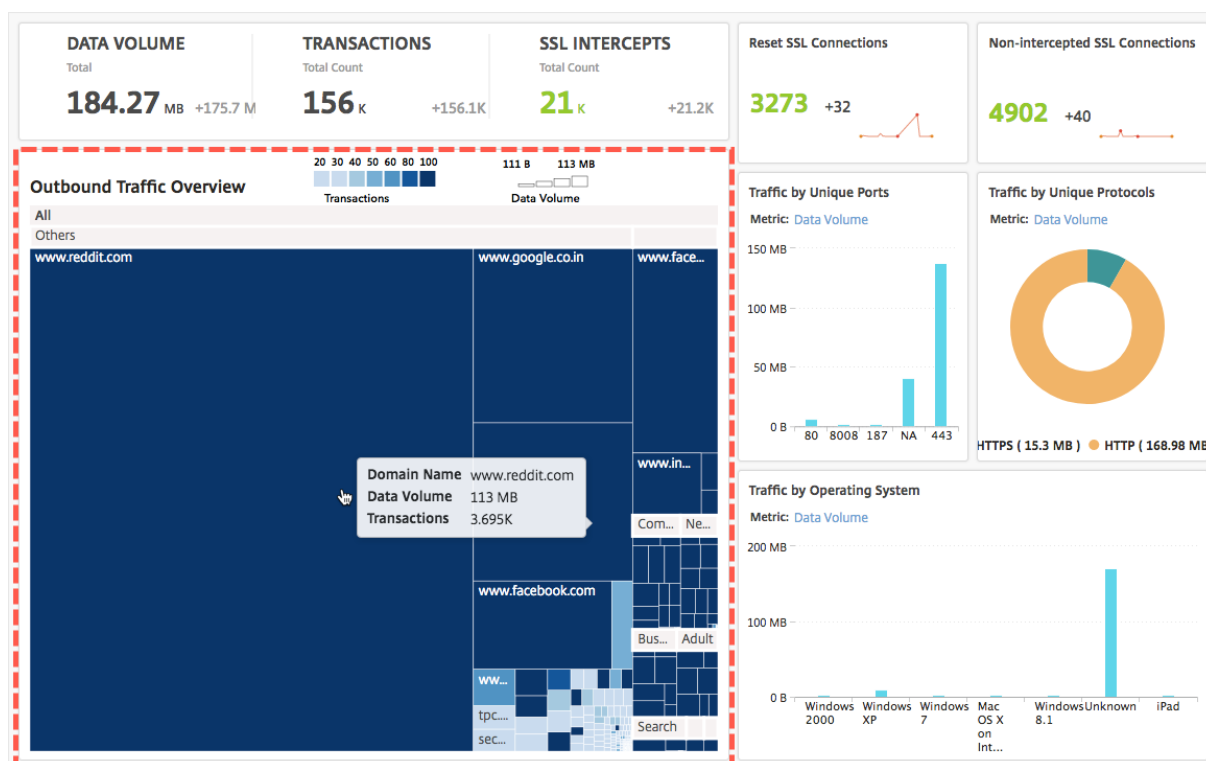 DATA VOLUME
Total
184.27 MB +175.7 M
TRANSACTIONS
Total Count
156 K +156.1K
SSL INTERCEPTS
Total Count
21 K +21.2K
Reset SSL Connections
3273 +32
Non-intercepted SSL Connections
4902 +40
Outbound Traffic Overview
20 30 40 50 60 80 100
Transactions
111 B 113 MB
Data Volume
All
Others
www.reddit.com
www.google.co.in
www.face...
www.in...
Domain Name www.reddit.com
Data Volume 113 MB
Transactions 3.695K
Com... Ne...
www.facebook.com
Bus... Adult
ww...
tpc....
sec...
Search
Traffic by Unique Ports
Metric: Data Volume
150 MB
100 MB
50 MB
0 B
80 8008 187 NA 443
Traffic by Unique Protocols
Metric: Data Volume
HTTPS ( 15.3 MB ) HTTP ( 168.98 MB
Traffic by Operating System
Metric: Data Volume
200 MB
100 MB
0 B
Windows 2000
Windows XP
Windows 7
Mac OS X on Int...
Windows 8.1
Unknown
iPad